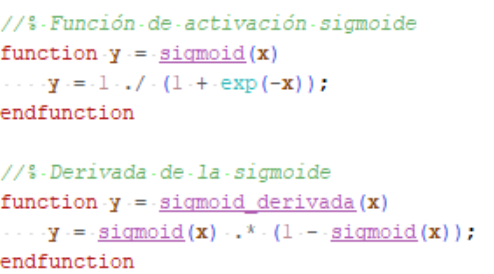 //% Función de activación sigmoide
function y = sigmoid(x)
    y = 1 ./ (1 + exp(-x));
endfunction

//% Derivada de la sigmoide
function y = sigmoid_derivada(x)
    y = sigmoid(x) .* (1 - sigmoid(x));
endfunction